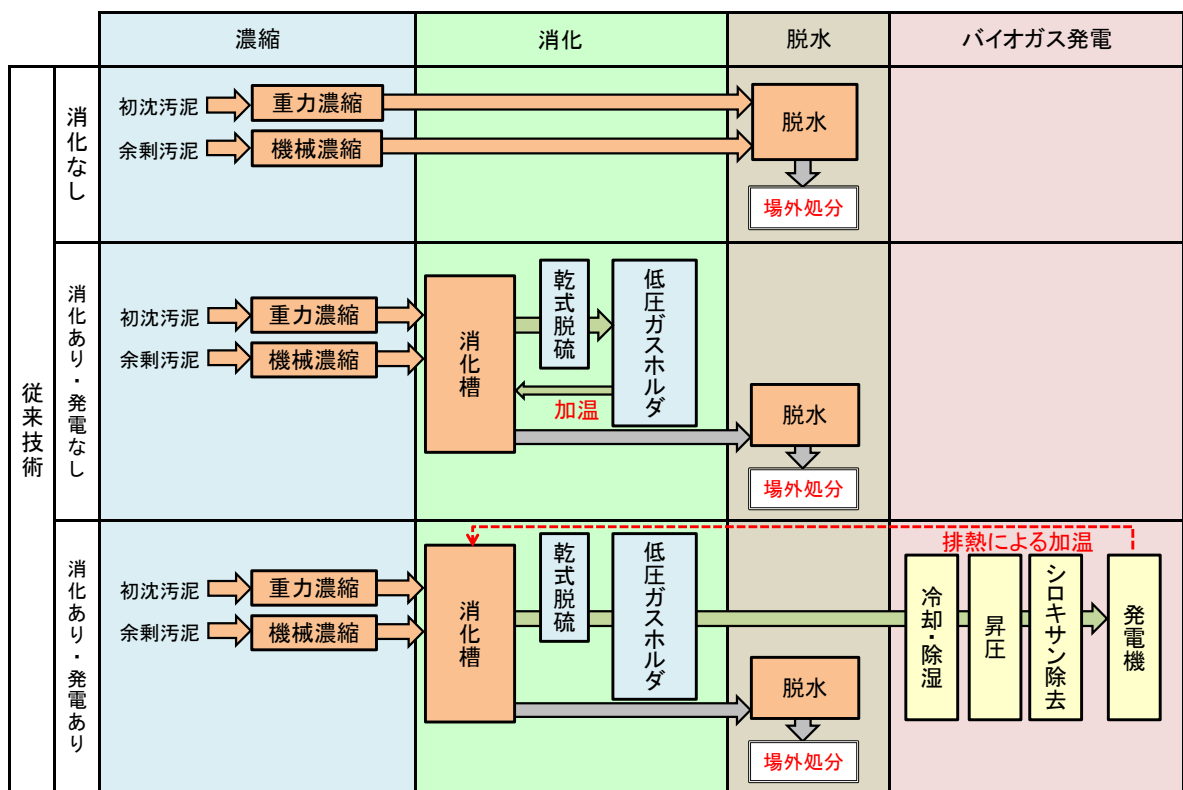 濃縮
消化
脱水
バイオガス発電
従来技術
消化なし
初沈汚泥
重力濃縮
余剰汚泥
機械濃縮
脱水
場外処分
消化あり・発電なし
初沈汚泥
重力濃縮
余剰汚泥
機械濃縮
消化槽
乾式脱硫
低圧ガスホルダ
加温
脱水
場外処分
消化あり・発電あり
初沈汚泥
重力濃縮
余剰汚泥
機械濃縮
消化槽
乾式脱硫
低圧ガスホルダ
排熱による加温
冷却・除湿
昇圧
シロキサン除去
発電機
脱水
場外処分